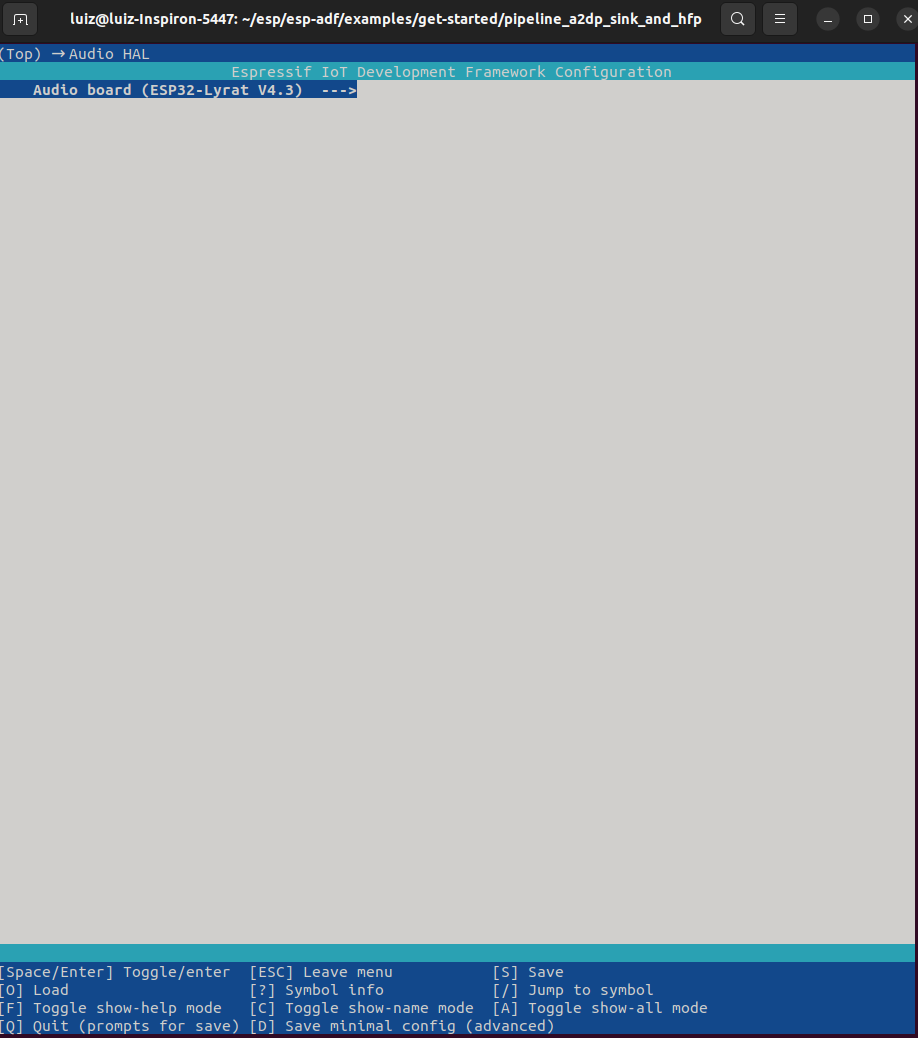 luiz@luiz-Inspiron-5447: ~/esp/esp-adf/examples/get-started/pipeline_a2dp_sink_and_hfp
(Top) → Audio HAL
Espressif IoT Development Framework Configuration
Audio board (ESP32-Lyrat V4.3)  --->
[Space/Enter] Toggle/enter  [ESC] Leave menu  [S] Save
[O] Load  [?] Symbol info  [/] Jump to symbol
[F] Toggle show-help mode  [C] Toggle show-name mode  [A] Toggle show-all mode
[Q] Quit (prompts for save)  [D] Save minimal config (advanced)